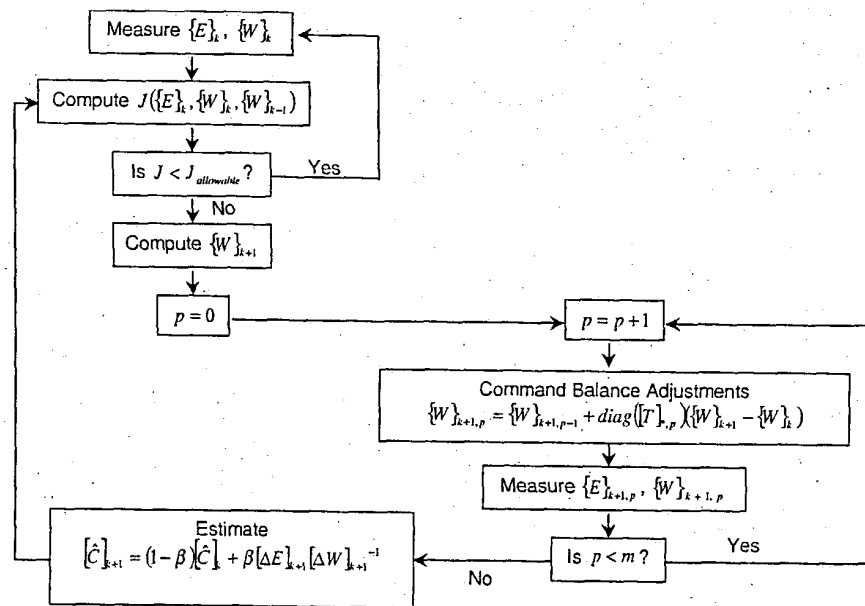 Measure {E}_k, {W}_k
Compute J({E}_k, {W}_k, {W}_{k-1})
Is J < J_allowable?
Yes
No
Compute {W}_{k+1}
p = 0
p = p + 1
Command Balance Adjustments
{W}_{k+1,p} = {W}_{k+1,p-1} + diag([T]_{*,p})({W}_{k+1} - {W}_k)
Measure {E}_{k+1,p}, {W}_{k+1,p}
Is p < m?
Yes
No
Estimate
[Ĉ]_{k+1} = (1-β)[Ĉ]_k + β[ΔE]_{k+1}[ΔW]_{k+1}^{-1}